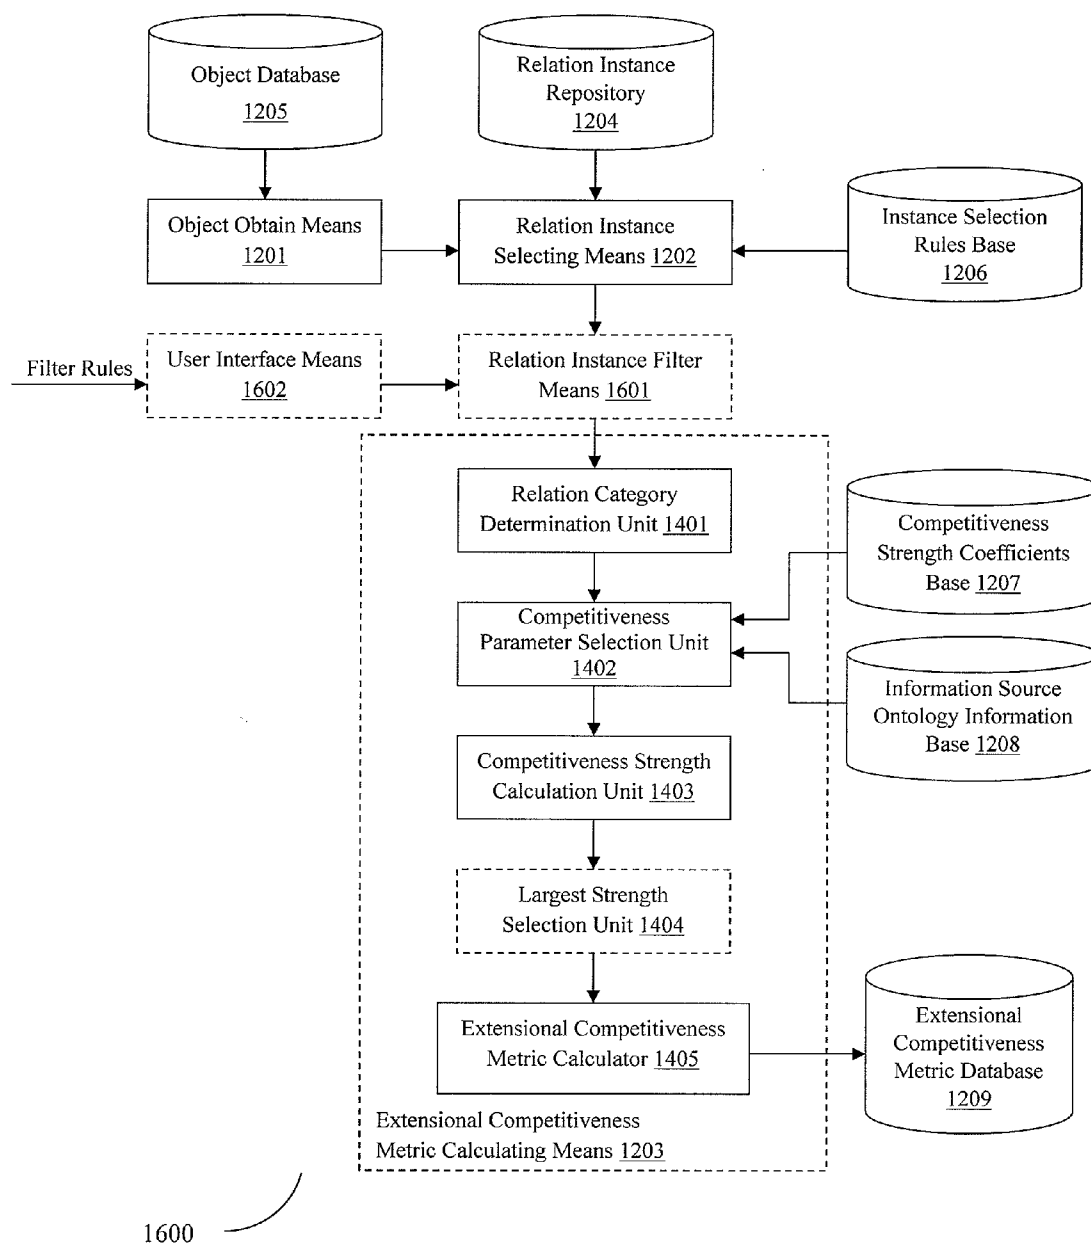 Object Database
1205
Relation Instance
Repository
1204
Object Obtain Means
1201
Relation Instance
Selecting Means 1202
Instance Selection
Rules Base
1206
Filter Rules
User Interface Means
1602
Relation Instance Filter
Means 1601
Relation Category
Determination Unit 1401
Competitiveness
Strength Coefficients
Base 1207
Competitiveness
Parameter Selection Unit
1402
Information Source
Ontology Information
Base 1208
Competitiveness Strength
Calculation Unit 1403
Largest Strength
Selection Unit 1404
Extensional Competitiveness
Metric Calculator 1405
Extensional
Competitiveness
Metric Database
1209
Extensional Competitiveness
Metric Calculating Means 1203
1600